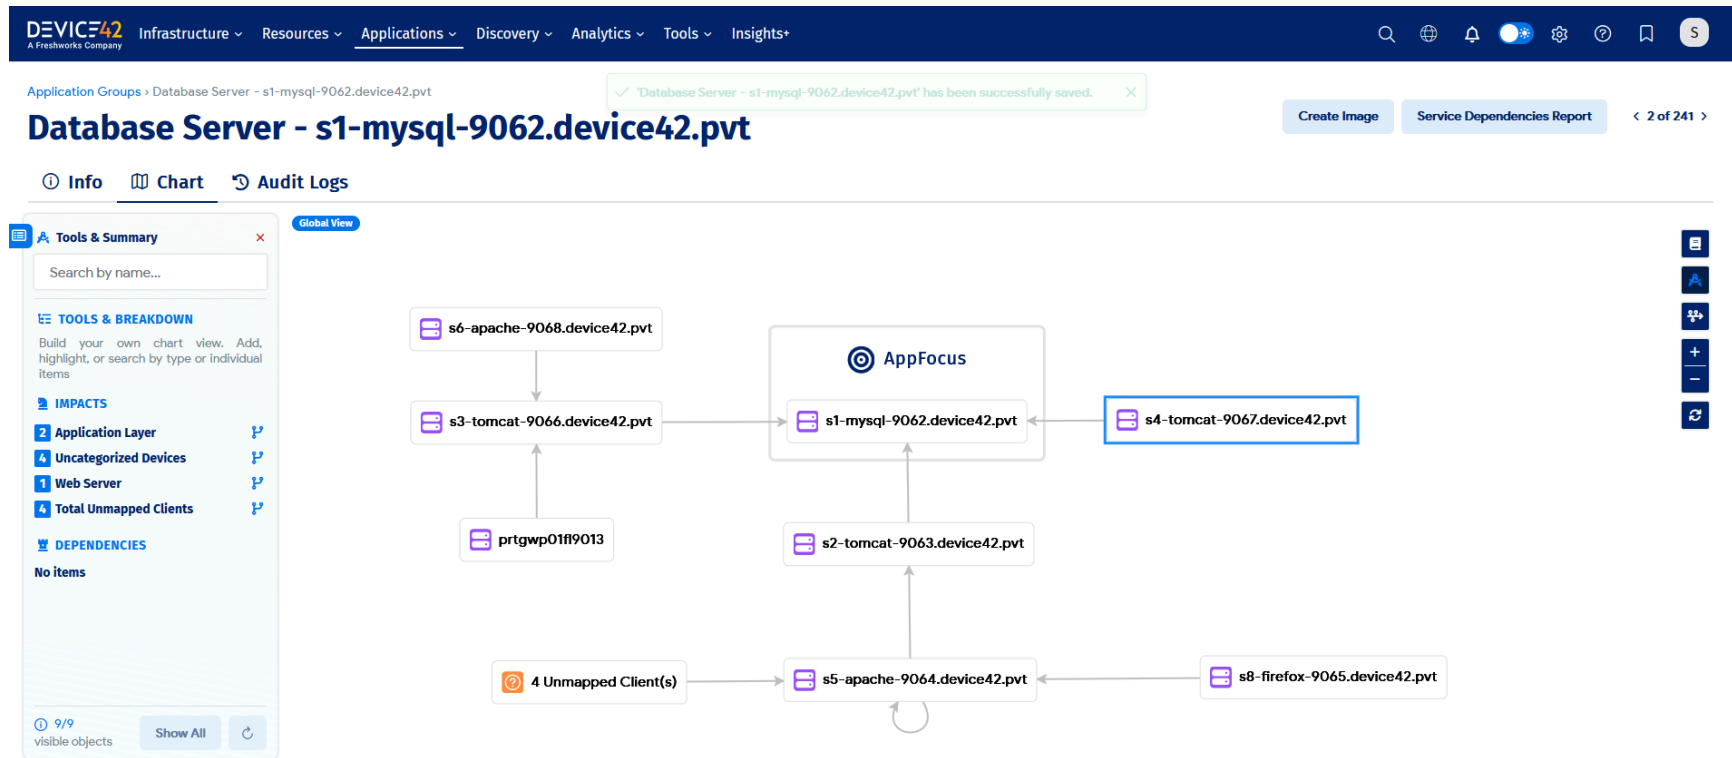 DEVICE42
A Freshworks Company
Infrastructure Resources Applications Discovery Analytics Tools Insights+
S
Application Groups › Database Server - s1-mysql-9062.device42.pvt
'Database Server - s1-mysql-9062.device42.pvt' has been successfully saved.
Database Server - s1-mysql-9062.device42.pvt
Create Image
Service Dependencies Report
2 of 241
Info Chart Audit Logs
Tools & Summary
Search by name...
TOOLS & BREAKDOWN
Build your own chart view. Add,
highlight, or search by type or individual
items
IMPACTS
2 Application Layer
4 Uncategorized Devices
1 Web Server
4 Total Unmapped Clients
DEPENDENCIES
No items
9/9
visible objects
Show All
Global View
s6-apache-9068.device42.pvt
AppFocus
s3-tomcat-9066.device42.pvt
s1-mysql-9062.device42.pvt
s4-tomcat-9067.device42.pvt
prtgwp01fl9013
s2-tomcat-9063.device42.pvt
4 Unmapped Client(s)
s5-apache-9064.device42.pvt
s8-firefox-9065.device42.pvt